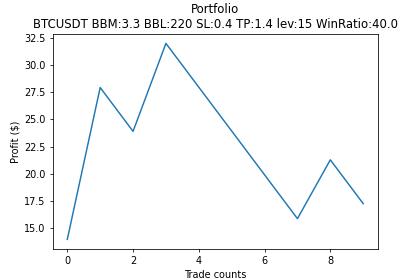 Portfolio
BTCUSDT BBM:3.3 BBL:220 SL:0.4 TP:1.4 lev:15 WinRatio:40.0
32.5
30.0
27.5
25.0
22.5
20.0
17.5
15.0
Profit ($)
0 2 4 6 8
Trade counts